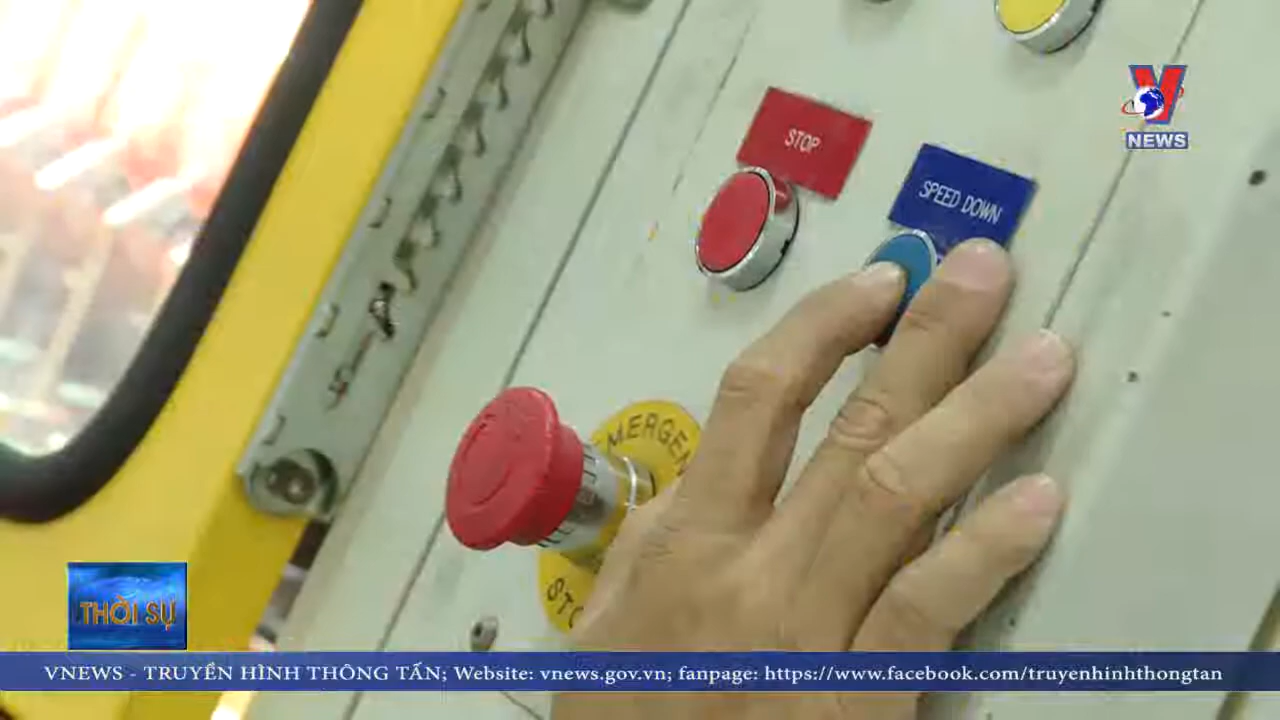 STOP
SPEED DOWN
V
NEWS
EMERGEN
STO
THỜI SỰ
VNEWS - TRUYỀN HÌNH THÔNG TẤN; Website: vnews.gov.vn; fanpage: https://www.facebook.com/truyenhinhthongtan